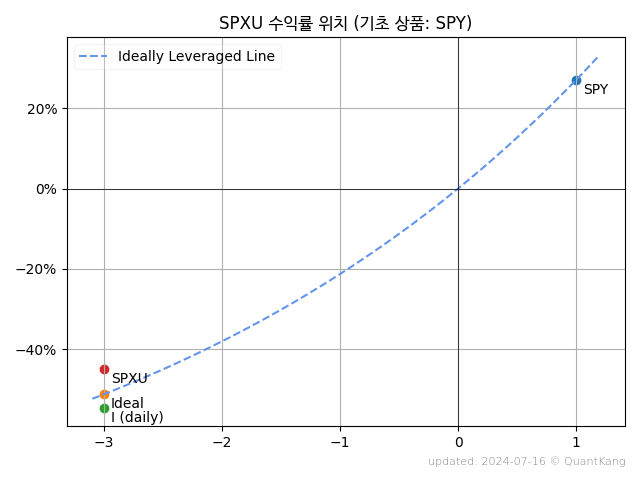 SPXU 수익률 위치 (기초 상품: SPY)
Ideally Leveraged Line
20%
0%
−20%
−40%
SPY
SPXU
Ideal
I (daily)
−3
−2
−1
0
1
updated: 2024-07-16 © QuantKang